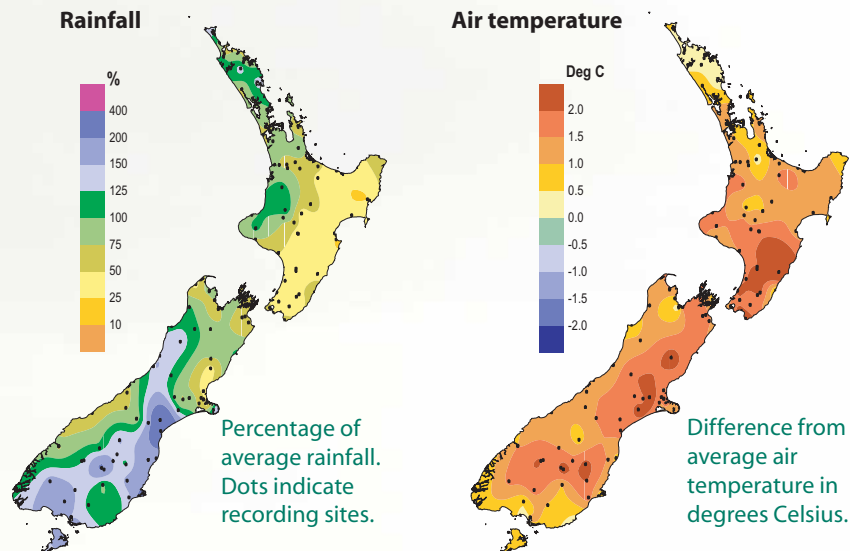 Rainfall
%
400
200
150
125
100
75
50
25
10
Percentage of
average rainfall.
Dots indicate
recording sites.
Air temperature
Deg C
2.0
1.5
1.0
0.5
0.0
-0.5
-1.0
-1.5
-2.0
Difference from
average air
temperature in
degrees Celsius.